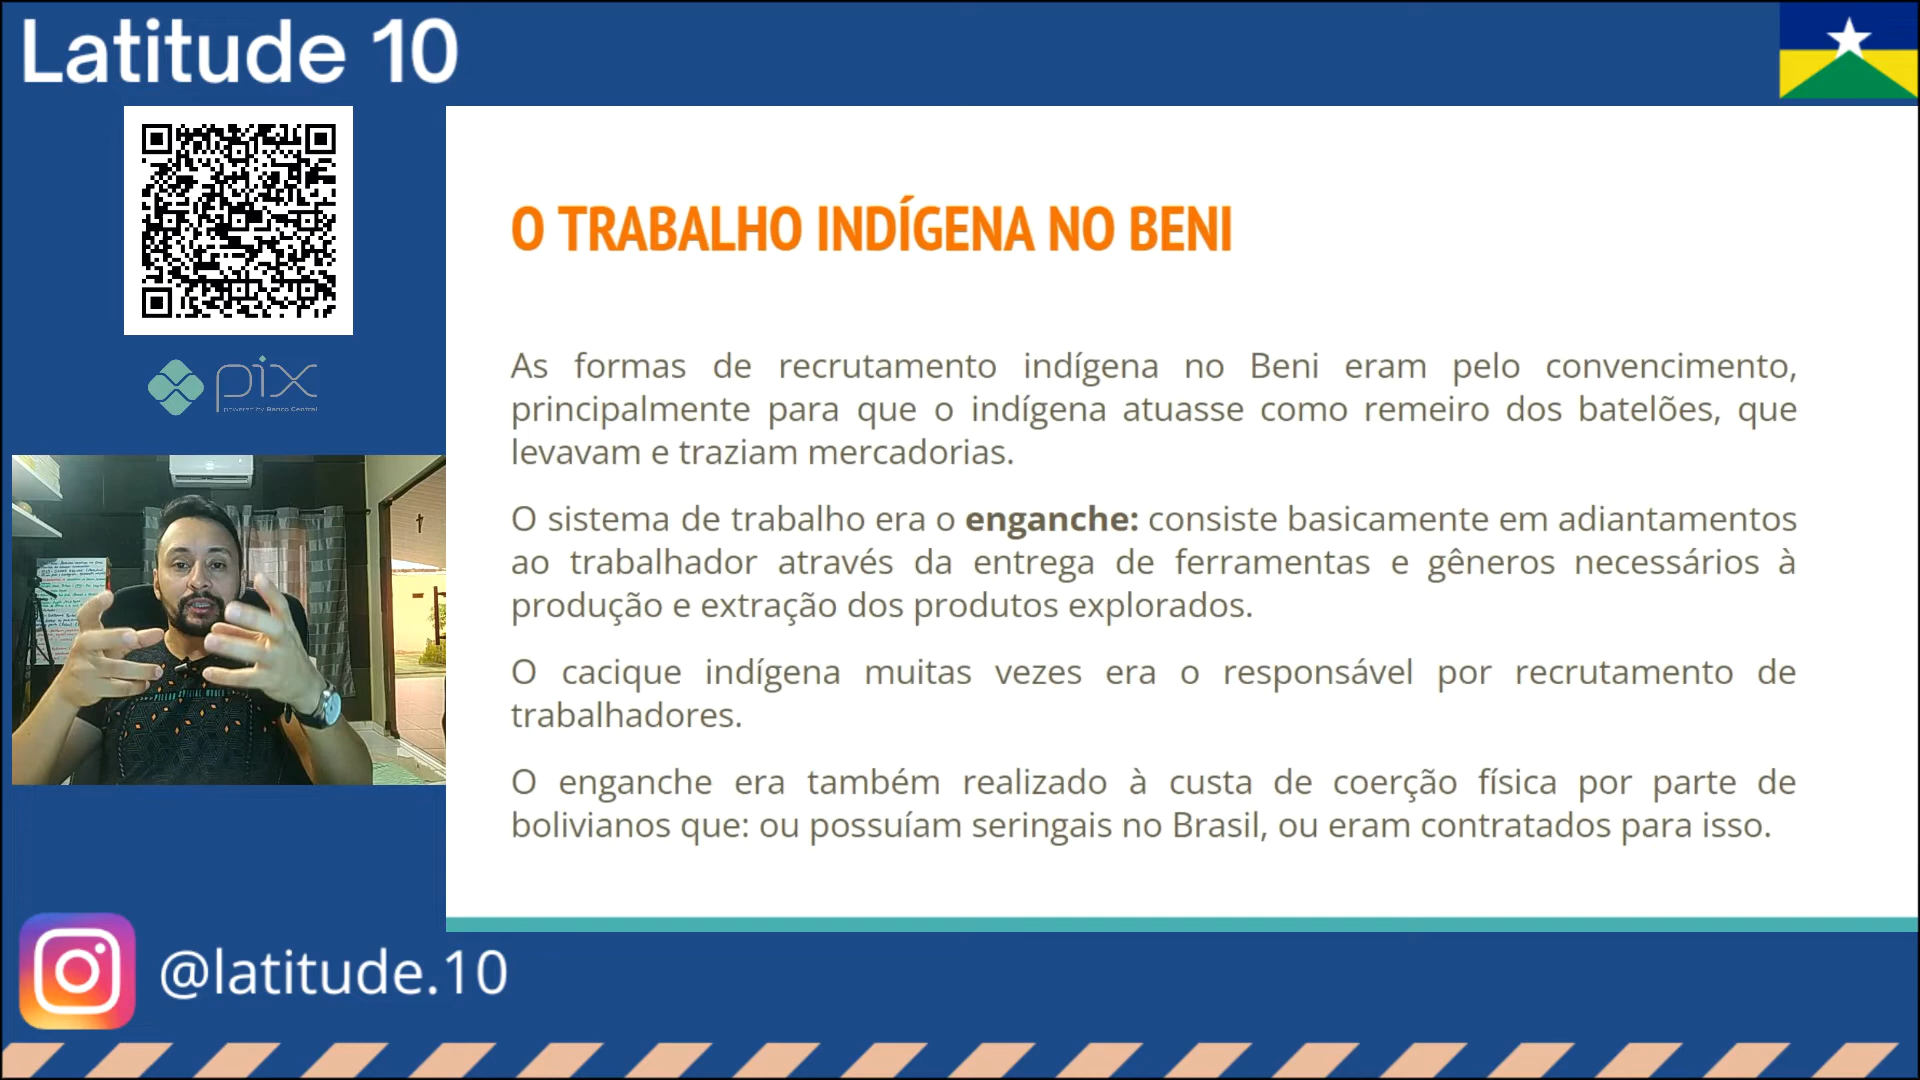 Latitude 10
pix
powered by Banco Central
O TRABALHO INDÍGENA NO BENI
As formas de recrutamento indígena no Beni eram pelo convencimento,
principalmente para que o indígena atuasse como remeiro dos batelões, que
levavam e traziam mercadorias.
O sistema de trabalho era o enganche: consiste basicamente em adiantamentos
ao trabalhador através da entrega de ferramentas e gêneros necessários à
produção e extração dos produtos explorados.
O cacique indígena muitas vezes era o responsável por recrutamento de
trabalhadores.
O enganche era também realizado à custa de coerção física por parte de
bolivianos que: ou possuíam seringais no Brasil, ou eram contratados para isso.
@latitude.10